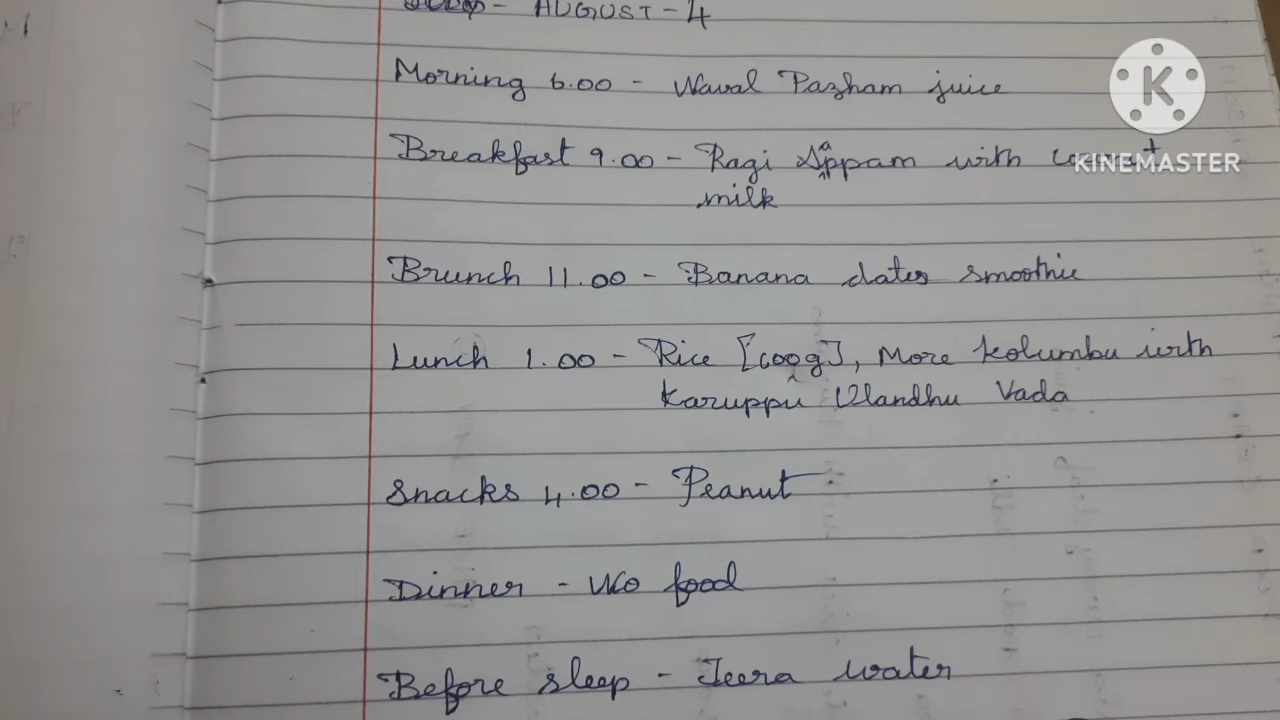 - AUGUST - 4
Morning 6.00 - Naval Pazham juice
K
Breakfast 9.00 - Ragi Appam with
KINEMASTER
milk
Brunch 11.00 - Banana dates smoothie
Lunch 1.00 - Rice [100g], More kolumbu with
Karuppu Ulandhu Vada
Snacks 4.00 - Peanut
Dinner - No food
Before sleep - Jeera water